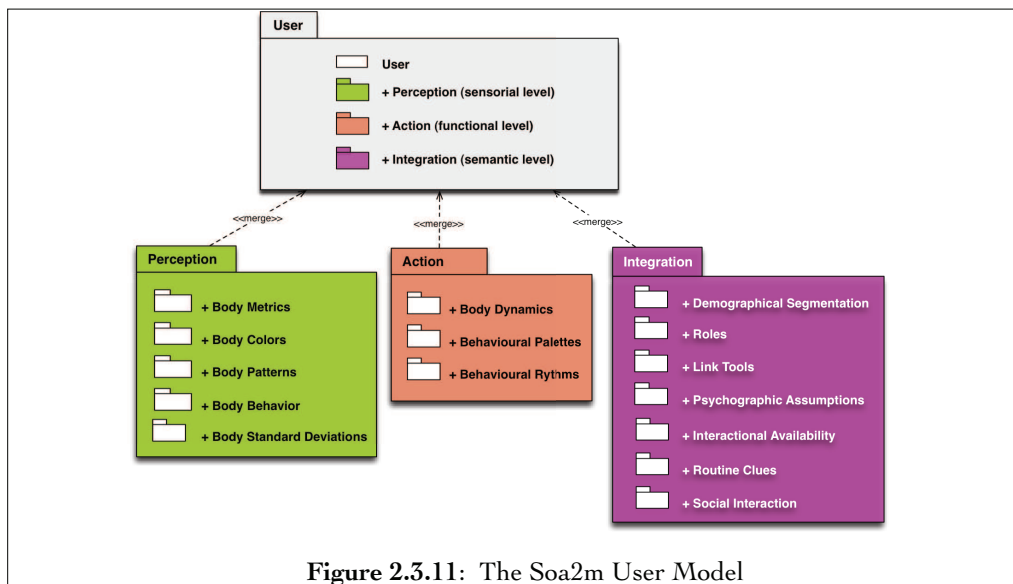 User
User
+ Perception (sensorial level)
+ Action (functional level)
+ Integration (semantic level)
<<merge>>
<<merge>>
<<merge>>
Perception
+ Body Metrics
+ Body Colors
+ Body Patterns
+ Body Behavior
+ Body Standard Deviations
Action
+ Body Dynamics
+ Behavioural Palettes
+ Behavioural Rythms
Integration
+ Demographical Segmentation
+ Roles
+ Link Tools
+ Psychographic Assumptions
+ Interactional Availability
+ Routine Clues
+ Social Interaction
Figure 2.3.11: The Soa2m User Model